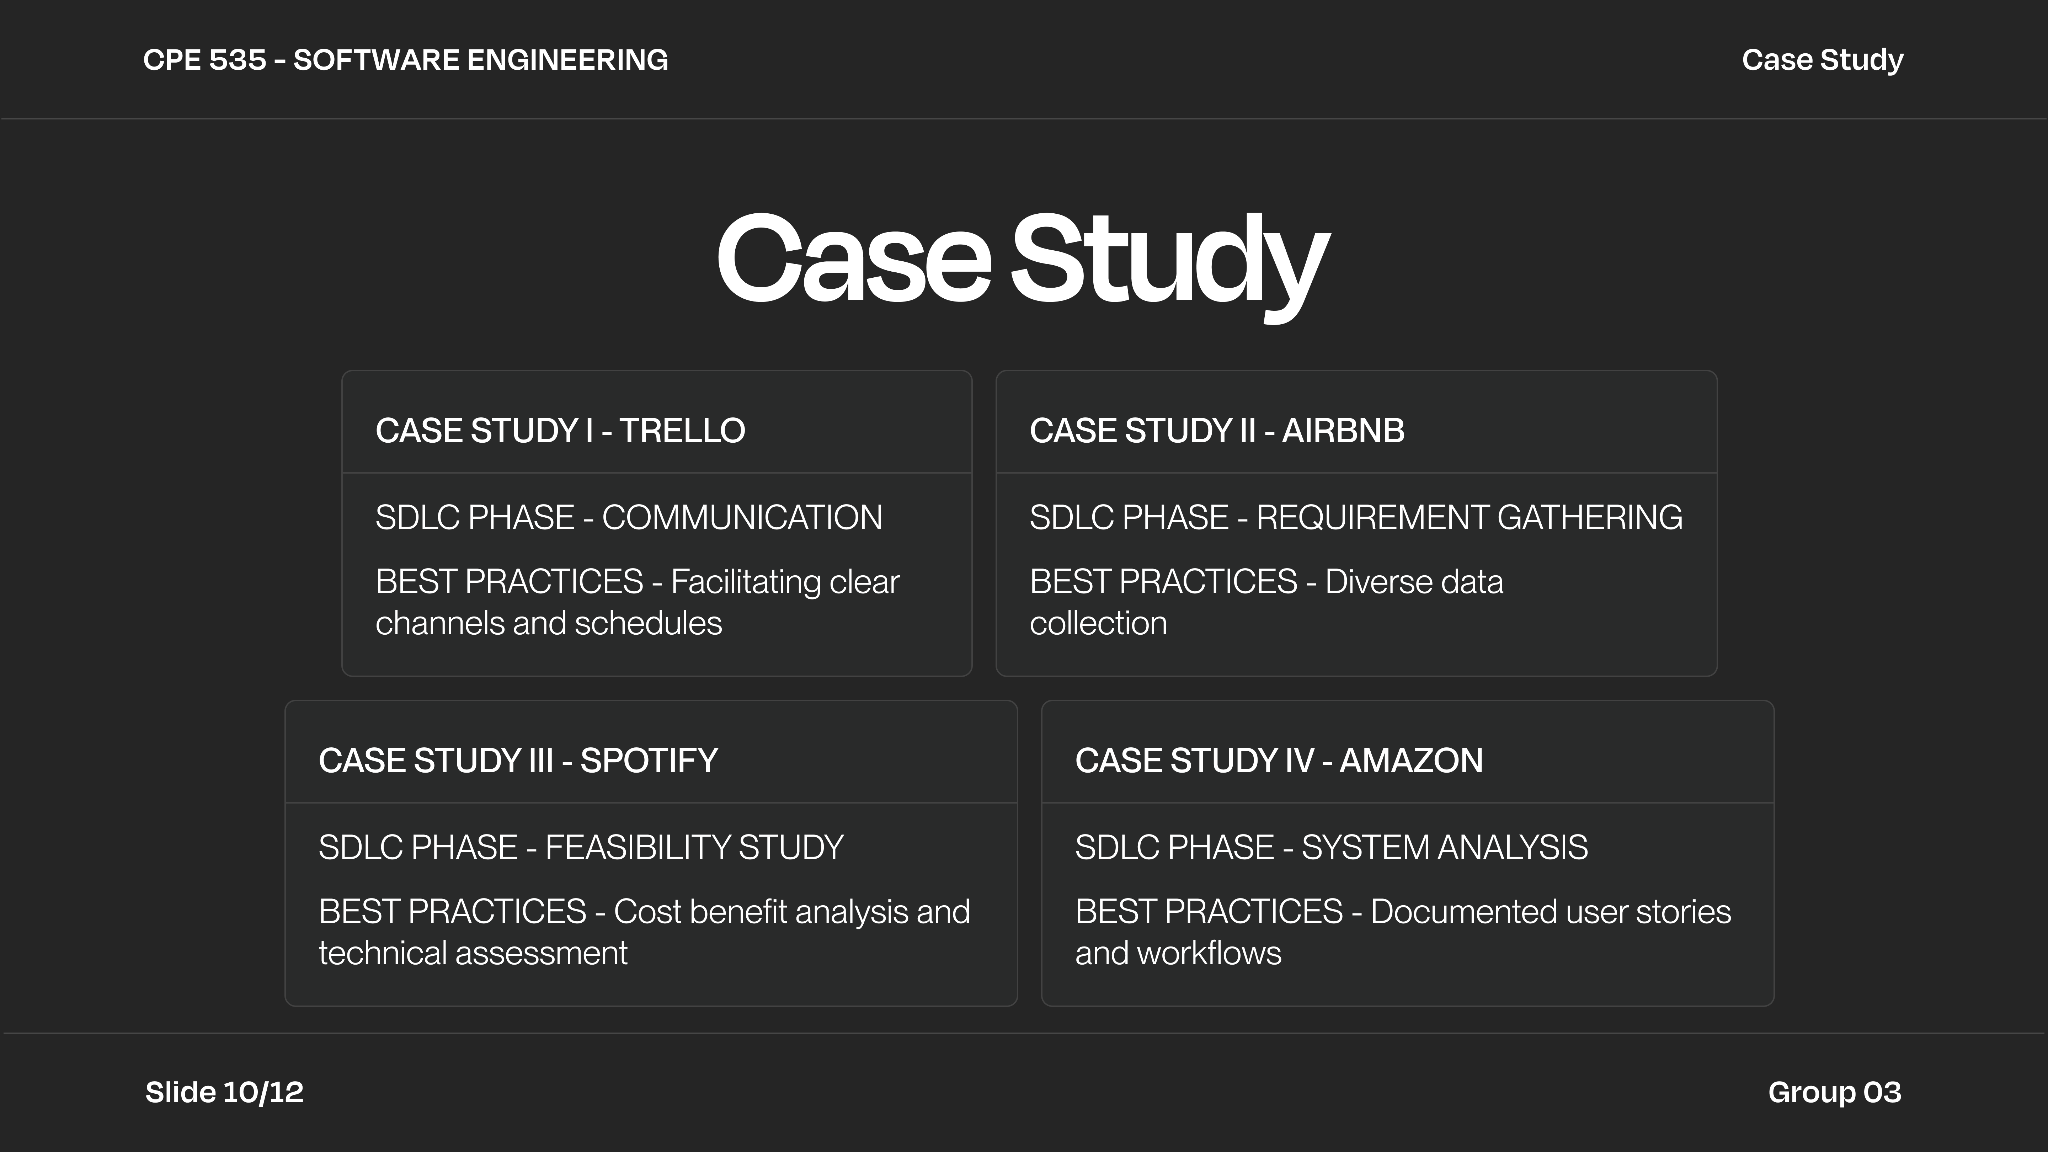 CPE 535 - SOFTWARE ENGINEERING
Case Study
Case Study
CASE STUDY I - TRELLO
SDLC PHASE - COMMUNICATION
BEST PRACTICES - Facilitating clear
channels and schedules
CASE STUDY II - AIRBNB
SDLC PHASE - REQUIREMENT GATHERING
BEST PRACTICES - Diverse data
collection
CASE STUDY III - SPOTIFY
SDLC PHASE - FEASIBILITY STUDY
BEST PRACTICES - Cost benefit analysis and
technical assessment
CASE STUDY IV - AMAZON
SDLC PHASE - SYSTEM ANALYSIS
BEST PRACTICES - Documented user stories
and workflows
Slide 10/12
Group 03